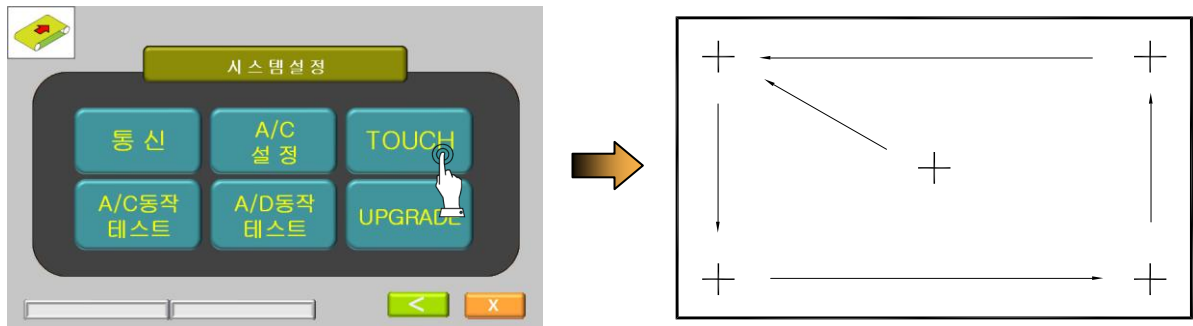 시스템설정
통 신
A/C
설 정
TOUCH
A/C동작
테스트
A/D동작
테스트
UPGRADE
<
X